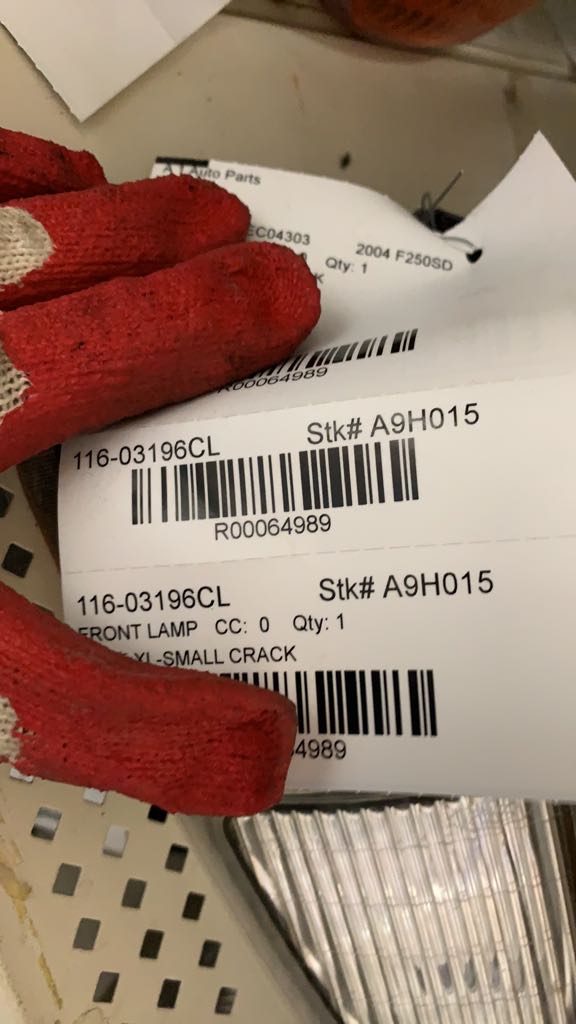 Auto Parts
EC04303 2004 F250SD
Qty: 1
R00064989
116-03196CL Stk# A9H015
R00064989
116-03196CL Stk# A9H015
FRONT LAMP CC: 0 Qty: 1
XL-SMALL CRACK
4989